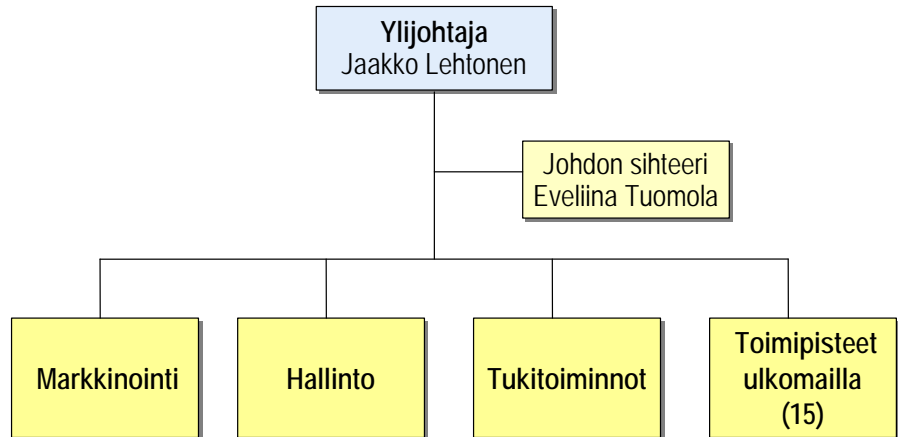 Ylijohtaja
Jaakko Lehtonen
Johdon sihteeri
Eveliina Tuomola
Markkinointi
Hallinto
Tukitoiminnot
Toimipisteet
ulkomailla
(15)